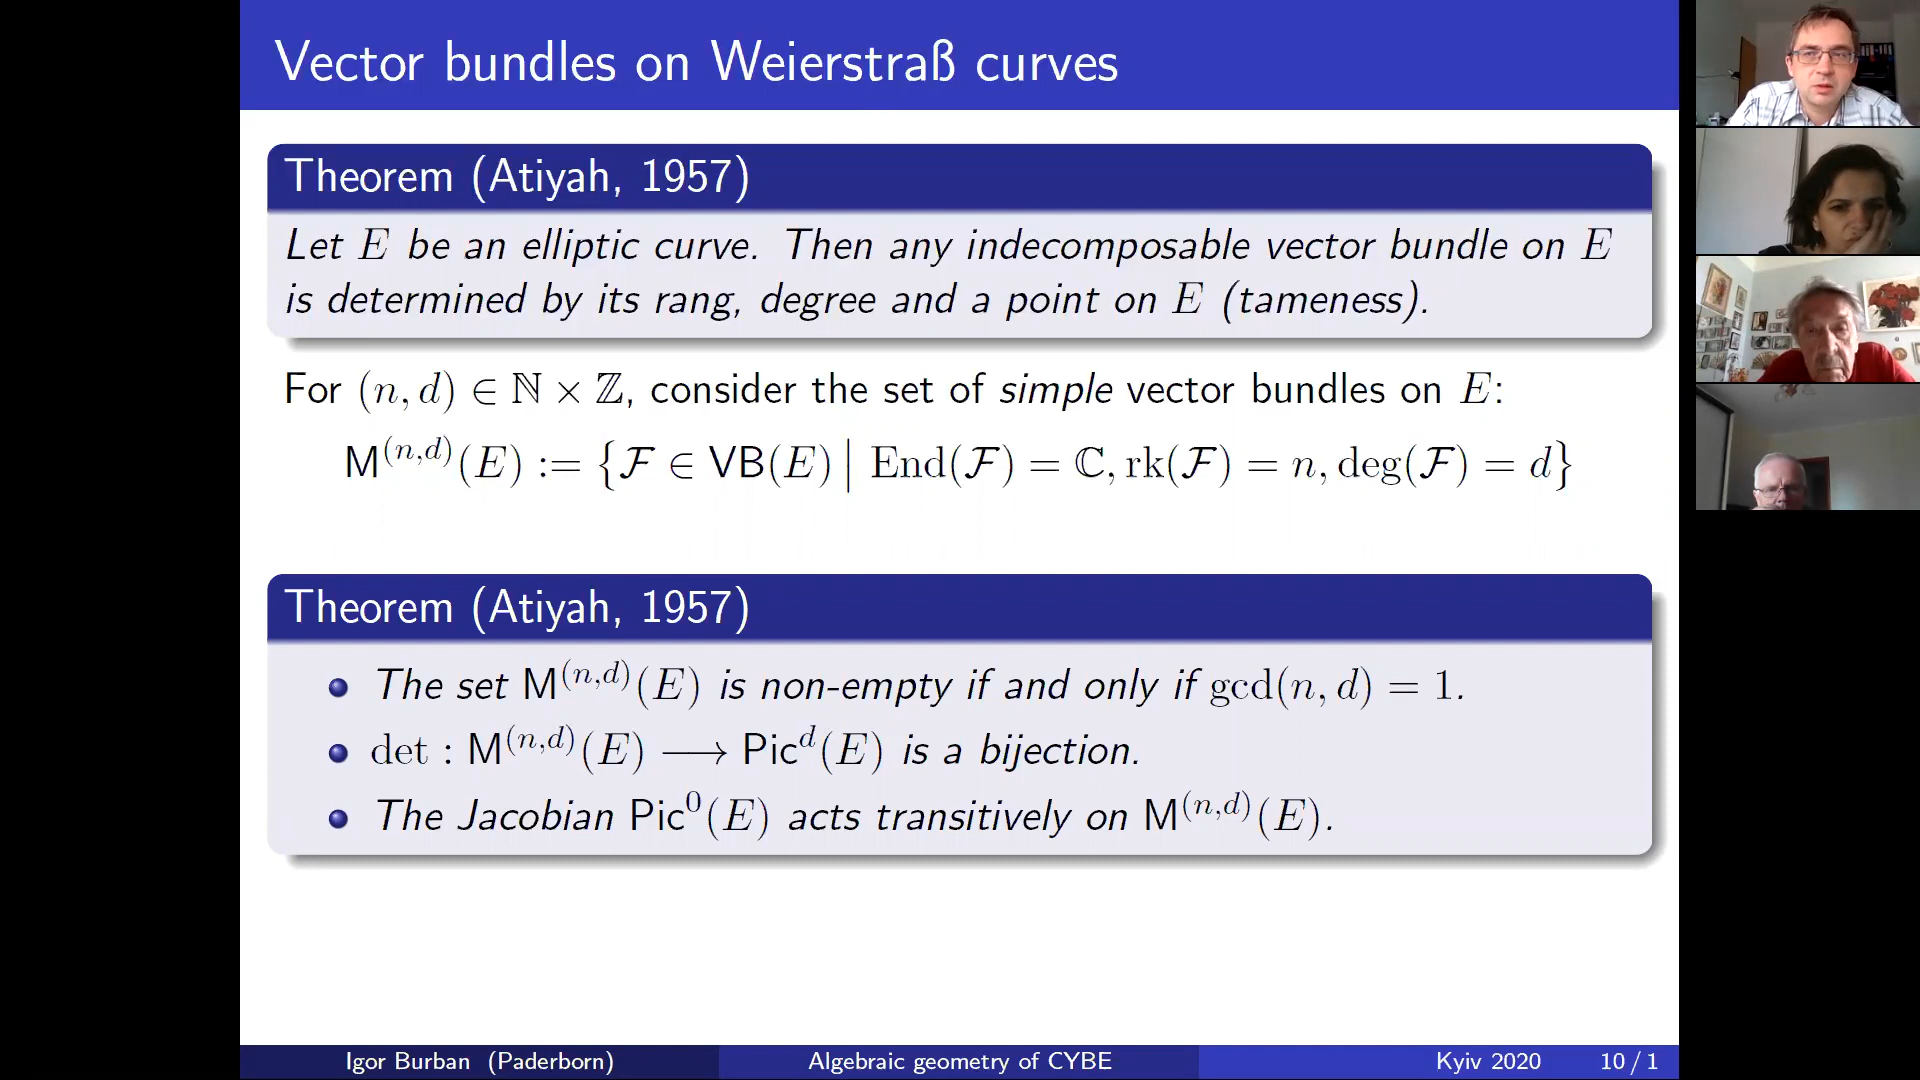 Vector bundles on Weierstraß curves
Theorem (Atiyah, 1957)
Let E be an elliptic curve. Then any indecomposable vector bundle on E
is determined by its rang, degree and a point on E (tameness).
For (n, d) ∈ ℕ × ℤ, consider the set of simple vector bundles on E:
M^(n,d)(E) := {ℱ ∈ VB(E) | End(ℱ) = ℂ, rk(ℱ) = n, deg(ℱ) = d}
Theorem (Atiyah, 1957)
• The set M^(n,d)(E) is non-empty if and only if gcd(n, d) = 1.
• det : M^(n,d)(E) ⟶ Pic^d(E) is a bijection.
• The Jacobian Pic^0(E) acts transitively on M^(n,d)(E).
Igor Burban (Paderborn) Algebraic geometry of CYBE Kyiv 2020 10 / 1